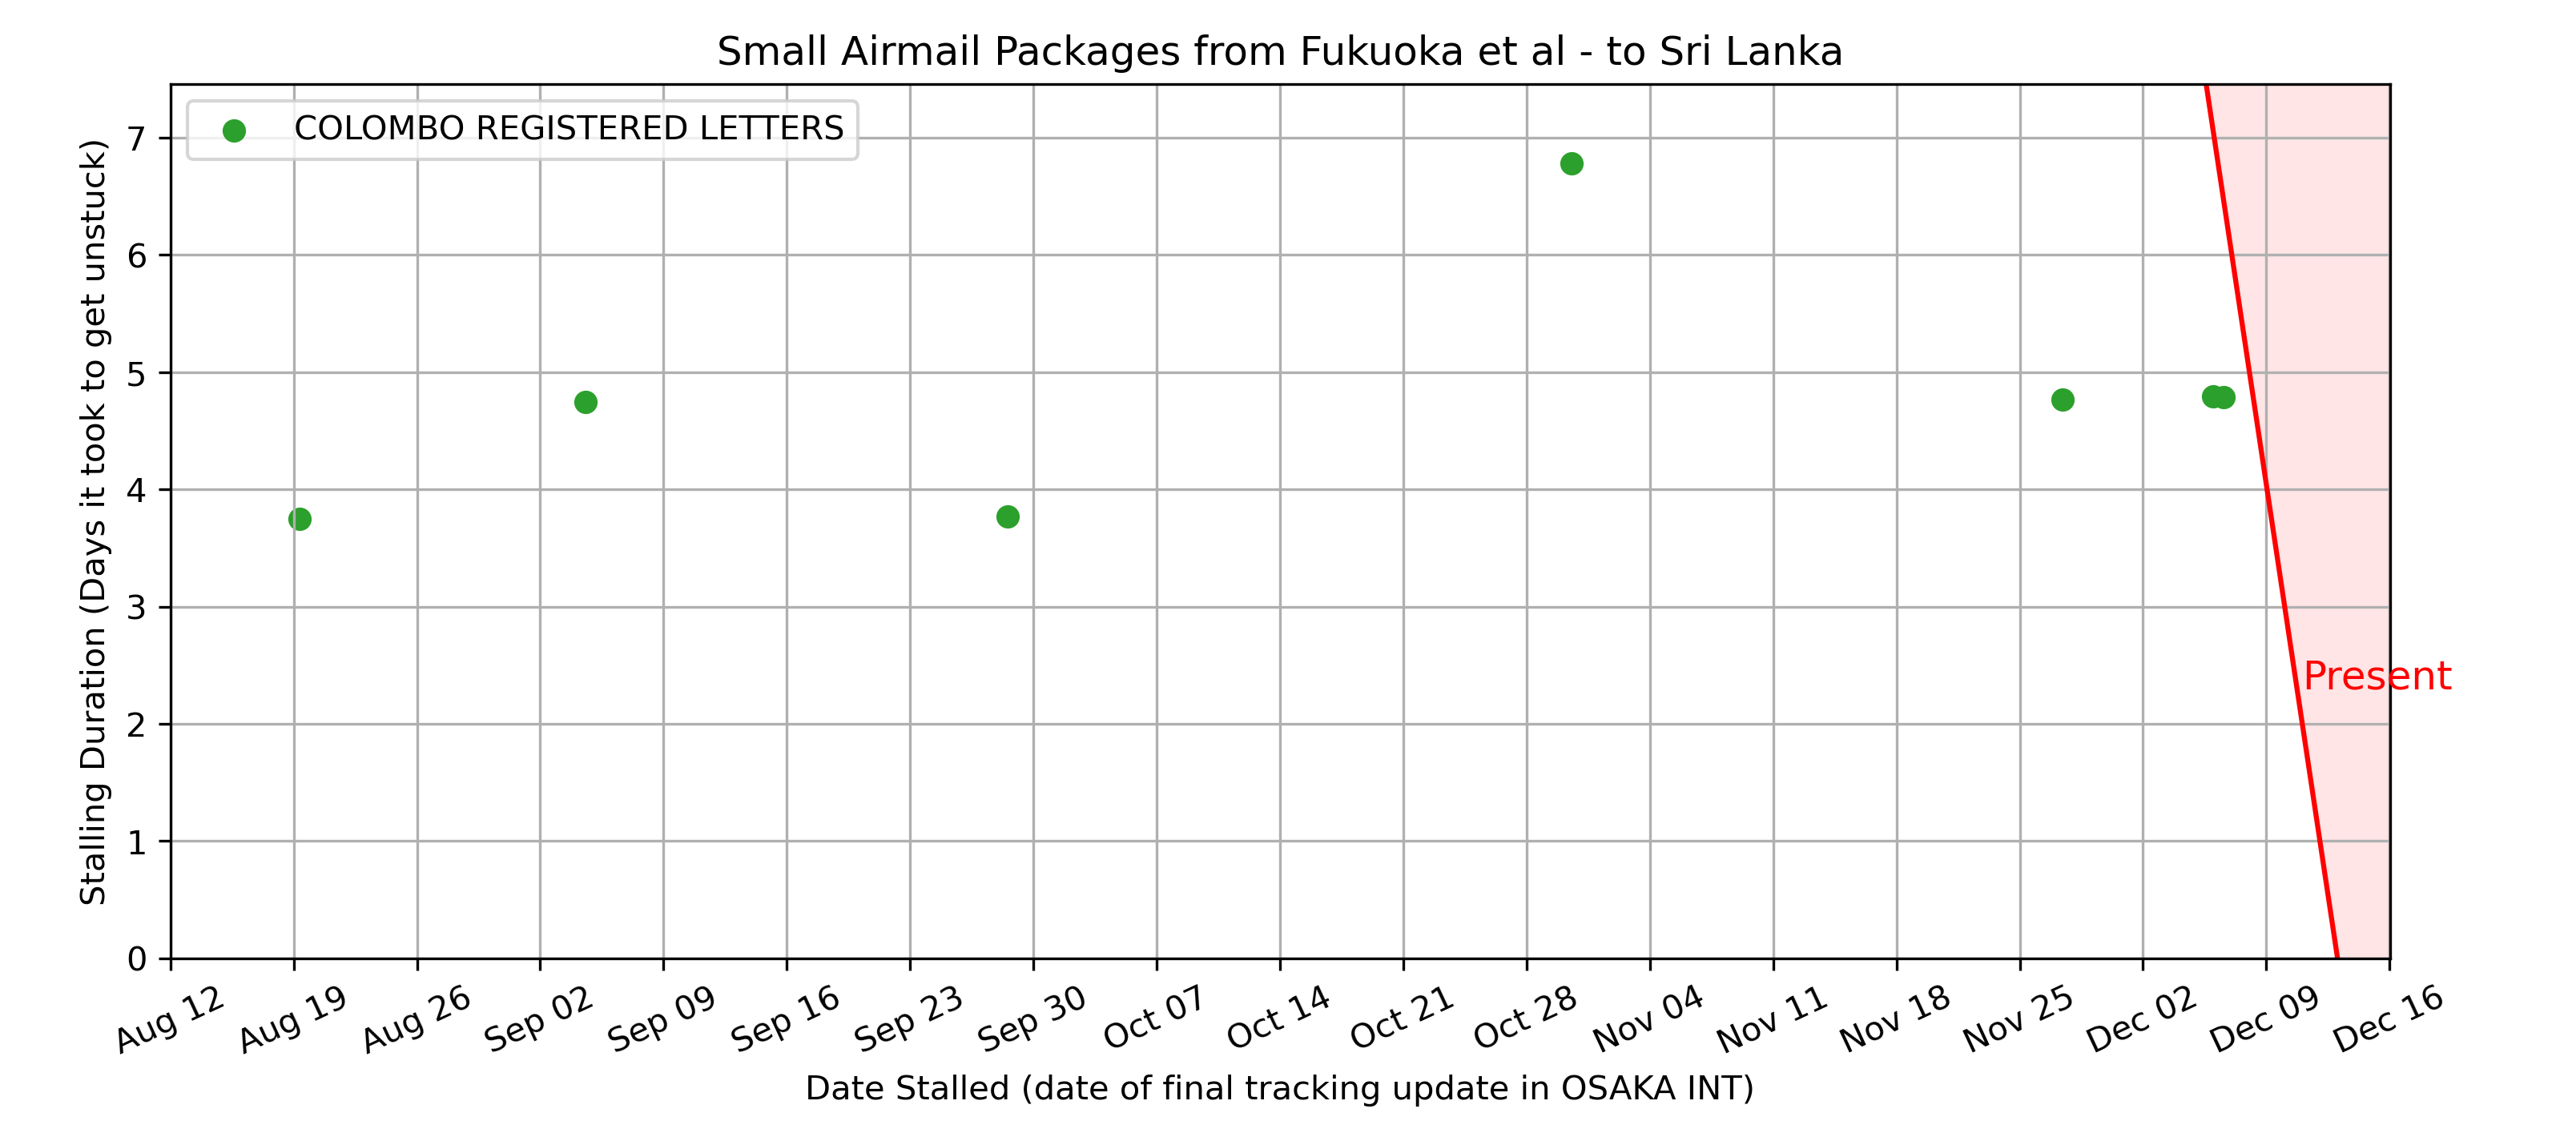 Small Airmail Packages from Fukuoka et al - to Sri Lanka
COLOMBO REGISTERED LETTERS
Stalling Duration (Days it took to get unstuck)
7
6
5
4
3
2
1
0
Present
Aug 12
Aug 19
Aug 26
Sep 02
Sep 09
Sep 16
Sep 23
Sep 30
Oct 07
Oct 14
Oct 21
Oct 28
Nov 04
Nov 11
Nov 18
Nov 25
Dec 02
Dec 09
Dec 16
Date Stalled (date of final tracking update in OSAKA INT)